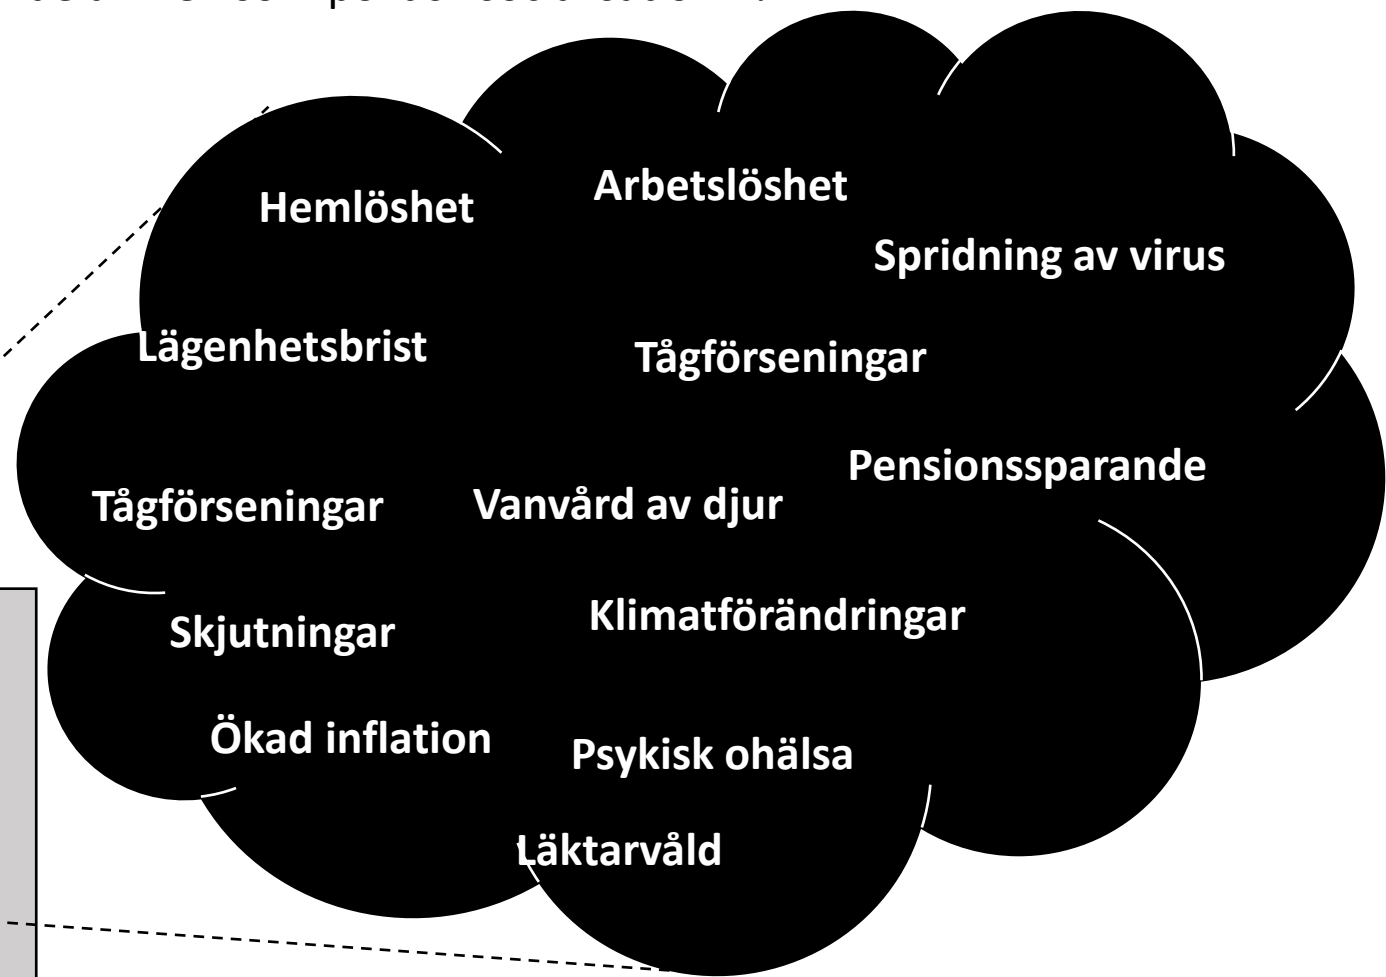 Hemlöshet
Arbetslöshet
Spridning av virus
Lägenhetsbrist
Tågförseningar
Pensionssparande
Tågförseningar
Vanvård av djur
Skjutningar
Klimatförändringar
Ökad inflation
Psykisk ohälsa
Läktarvåld